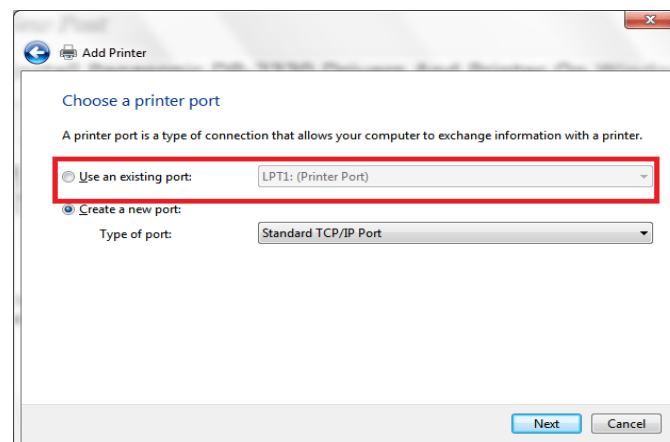 Add Printer
Choose a printer port
A printer port is a type of connection that allows your computer to exchange information with a printer.
Use an existing port: LPT1: (Printer Port)
Create a new port:
Type of port: Standard TCP/IP Port
Next Cancel